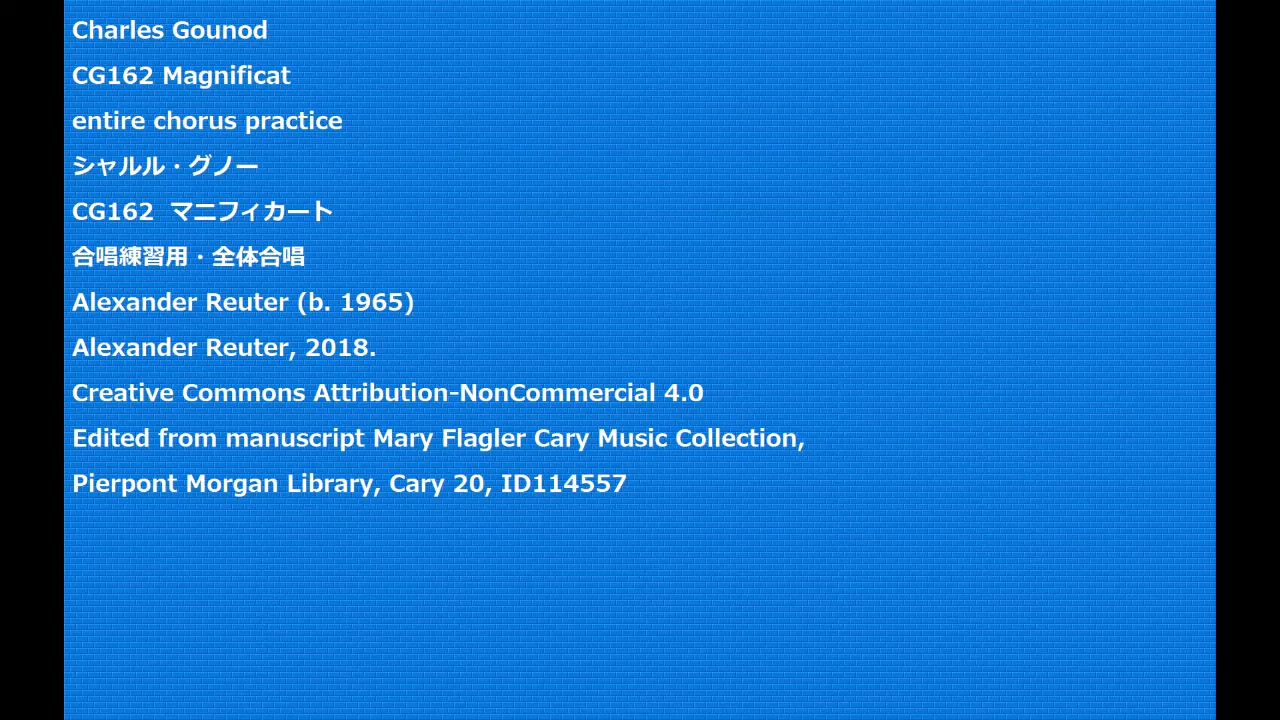 Charles Gounod
CG162 Magnificat
entire chorus practice
シャルル・グノー
CG162  マニフィカート
合唱練習用・全体合唱
Alexander Reuter (b. 1965)
Alexander Reuter, 2018.
Creative Commons Attribution-NonCommercial 4.0
Edited from manuscript Mary Flagler Cary Music Collection,
Pierpont Morgan Library, Cary 20, ID114557